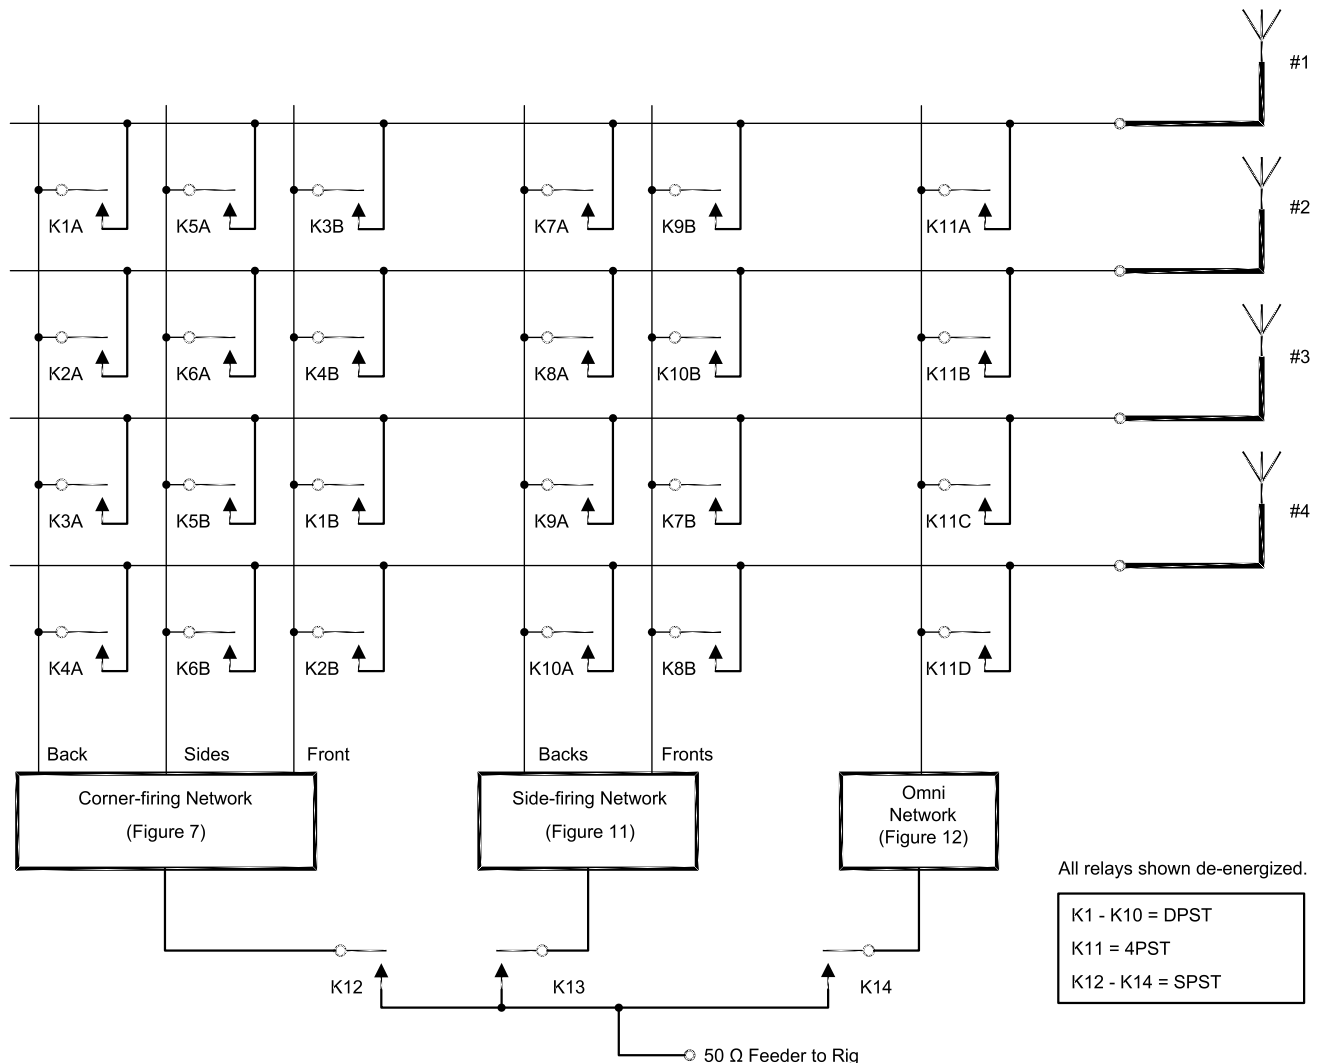 #1
K1A K5A K3B K7A K9B K11A
#2
K2A K6A K4B K8A K10B K11B
#3
K3A K5B K1B K9A K7B K11C
#4
K4A K6B K2B K10A K8B K11D
Back Sides Front Backs Fronts
Corner-firing Network
(Figure 7)
Side-firing Network
(Figure 11)
Omni
Network
(Figure 12)
All relays shown de-energized.
K1 - K10 = DPST
K11 = 4PST
K12 - K14 = SPST
K12 K13 K14
50 Ω Feeder to Rig